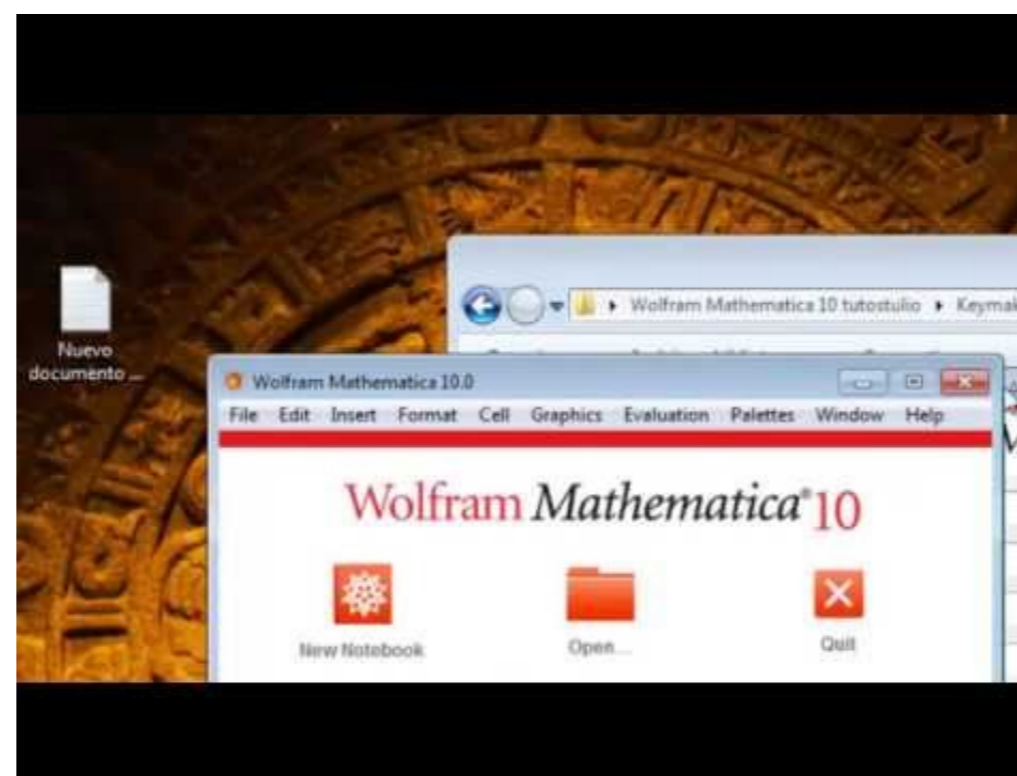 Wolfram Mathematica 10 tutostulio ▸ Keymak
Nuevo
documento ...
Wolfram Mathematica 10.0
File Edit Insert Format Cell Graphics Evaluation Palettes Window Help
Wolfram Mathematica® 10
New Notebook
Open...
Quit